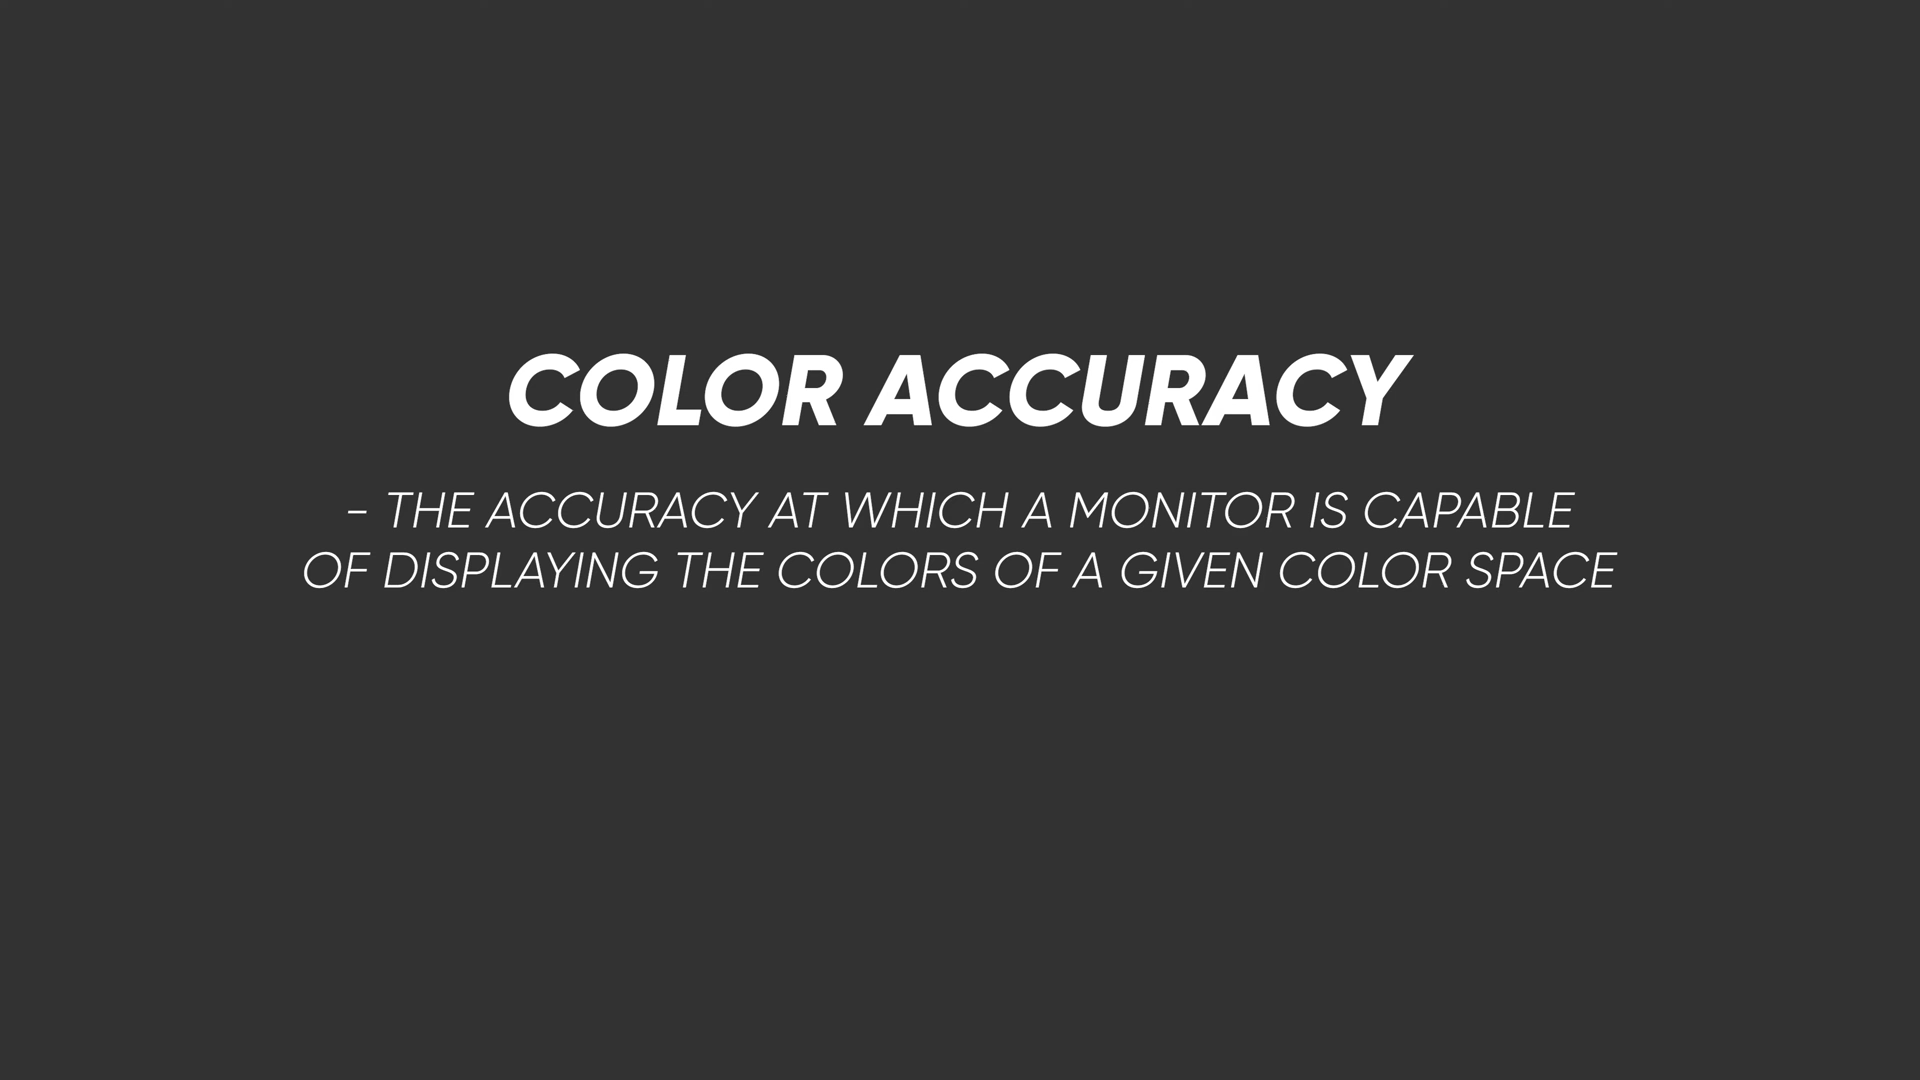 COLOR ACCURACY
- THE ACCURACY AT WHICH A MONITOR IS CAPABLE
OF DISPLAYING THE COLORS OF A GIVEN COLOR SPACE